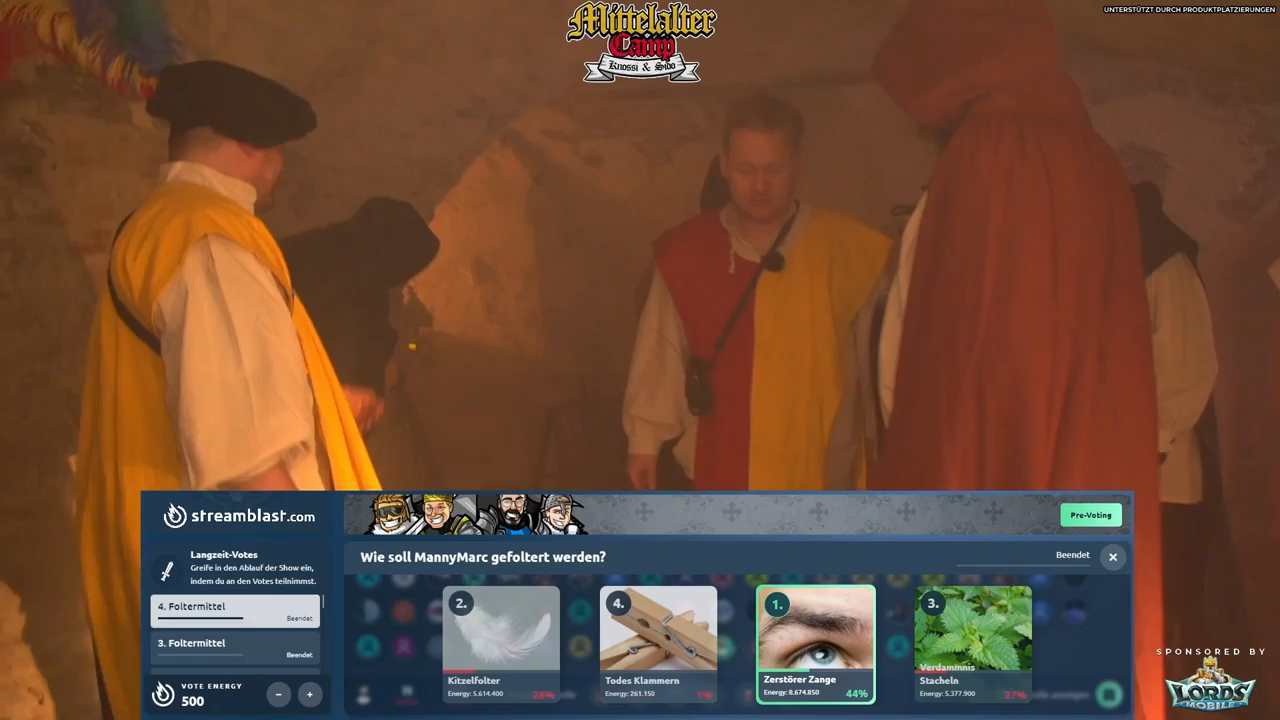 UNTERSTÜTZT DURCH PRODUKTPLATZIERUNGEN
Mittelalter
Camp
Knossi & Sido
streamblast.com
Pre-Voting
Langzeit-Votes
Greife in den Ablauf der Show ein,
indem du an den Votes teilnimmst.
4. Foltermittel
Beendet
3. Foltermittel
Beendet
VOTE ENERGY
500
Wie soll MannyMarc gefoltert werden?
Beendet
2.
Kitzelfolter
Energy: 5.614.400
28%
4.
Todes Klammern
Energy: 261.150
1%
1.
Zerstörer Zange
Energy: 8.674.850
44%
3.
Verdammnis
Stacheln
Energy: 5.377.900
27%
SPONSORED BY
LORDS
MOBILE